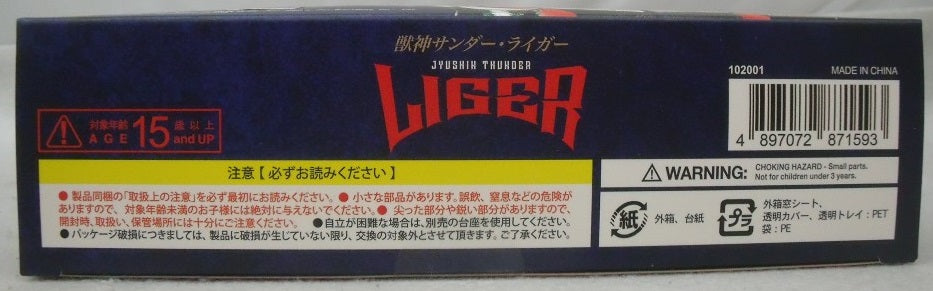 獣神サンダー・ライガー
JYUSHIN THUNDER
LIGER
102001 MADE IN CHINA
4 897072 871593
対象年齢 15 歳以上
AGE and UP
注意【 必ずお読みください 】
● 製品同梱の「取扱上の注意」を必ず最初にお読みください。 ● 小さな部品があります。誤飲、窒息などの危険が
ありますので、対象年齢未満のお子様には絶対に与えないでください。 ● 尖った部分や鋭い部分がありますので、
開封時、取扱い、保管場所には十分にご注意ください。 ●自立が困難な場合は、別売の台座を使用してください。
●パッケージ破損につきましては、製品に破損が生じていない限り、交換の対象外とさせて頂きます。ご了承ください。
WARNING: CHOKING HAZARD - Small parts.
Not for children under 3 years.
紙 外箱、台紙
プラ 外箱窓シート、
透明カバー、透明トレイ：PET
袋：PE